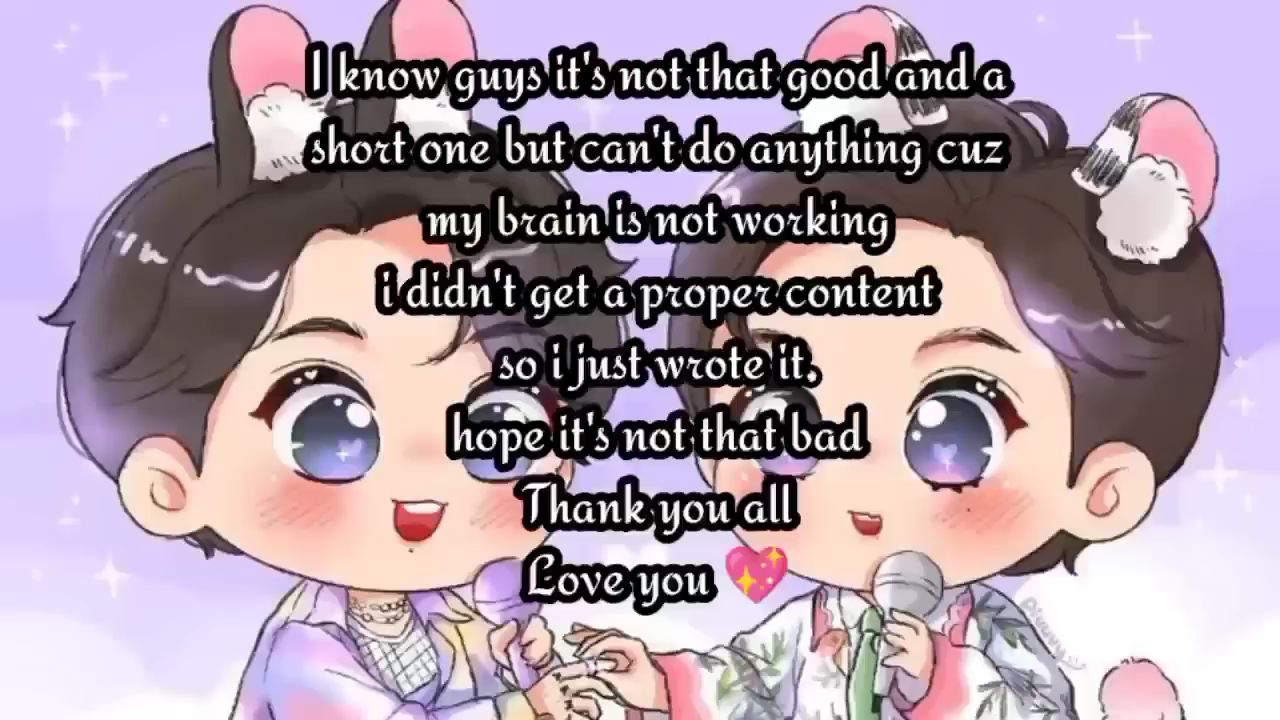 I know guys it's not that good and a
short one but can't do anything cuz
my brain is not working
i didn't get a proper content
so i just wrote it.
hope it's not that bad
Thank you all
Love you 💖